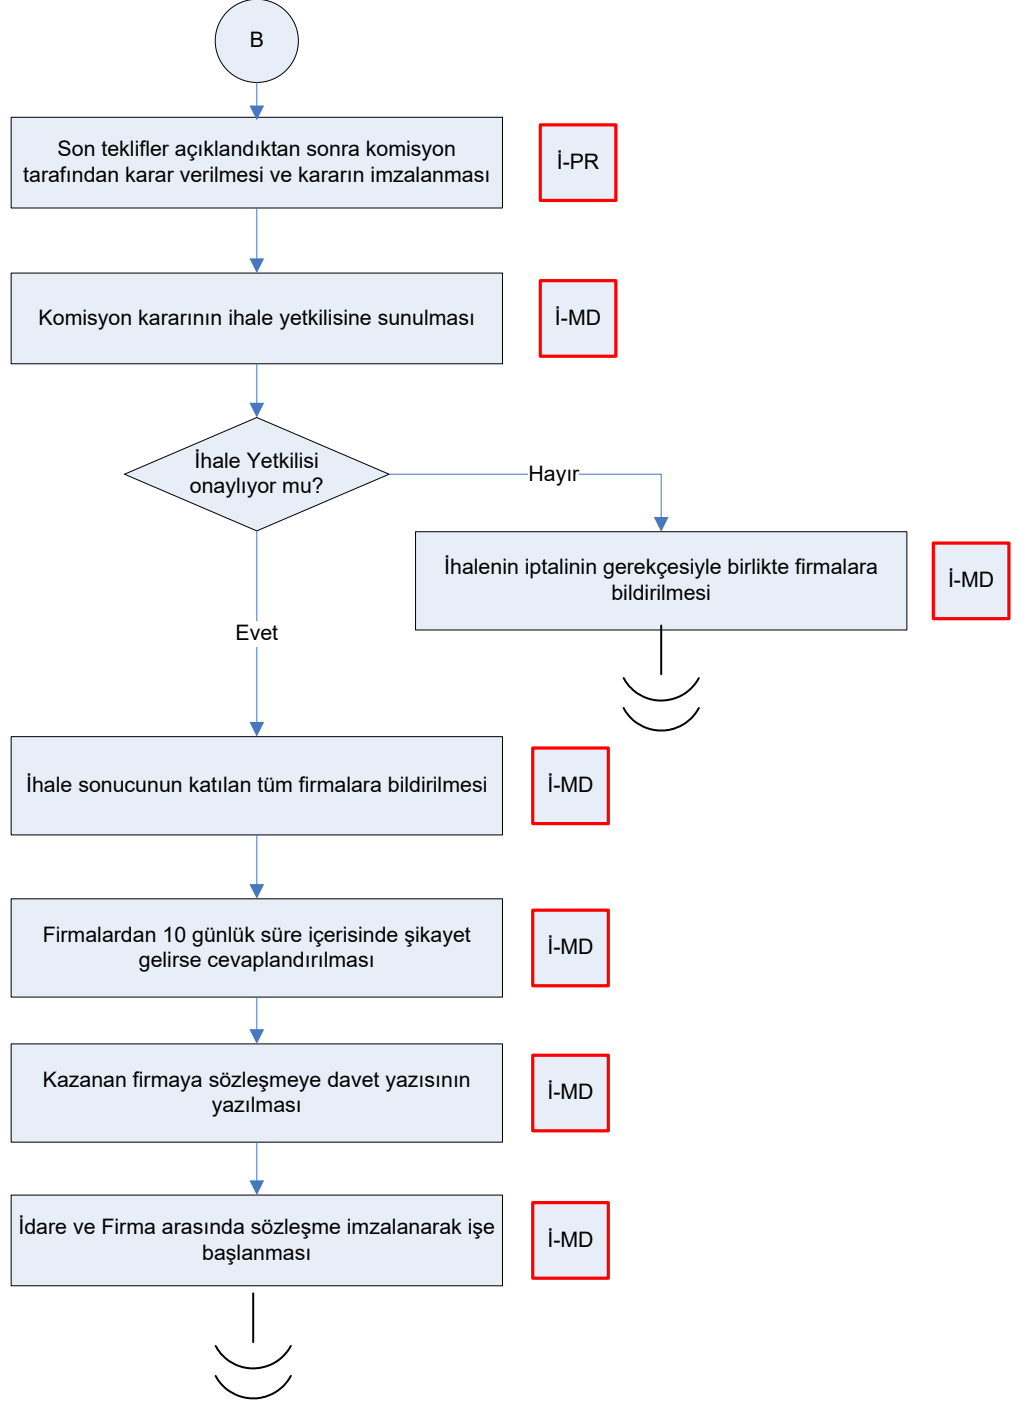 B
Son teklifler açıklandıktan sonra komisyon
tarafından karar verilmesi ve kararın imzalanması
İ-PR
Komisyon kararının ihale yetkilisine sunulması
İ-MD
İhale Yetkilisi
onaylıyor mu?
Hayır
İhalenin iptalinin gerekçesiyle birlikte firmalara
bildirilmesi
İ-MD
Evet
İhale sonucunun katılan tüm firmalara bildirilmesi
İ-MD
Firmalardan 10 günlük süre içerisinde şikayet
gelirse cevaplandırılması
İ-MD
Kazanan firmaya sözleşmeye davet yazısının
yazılması
İ-MD
İdare ve Firma arasında sözleşme imzalanarak işe
başlanması
İ-MD